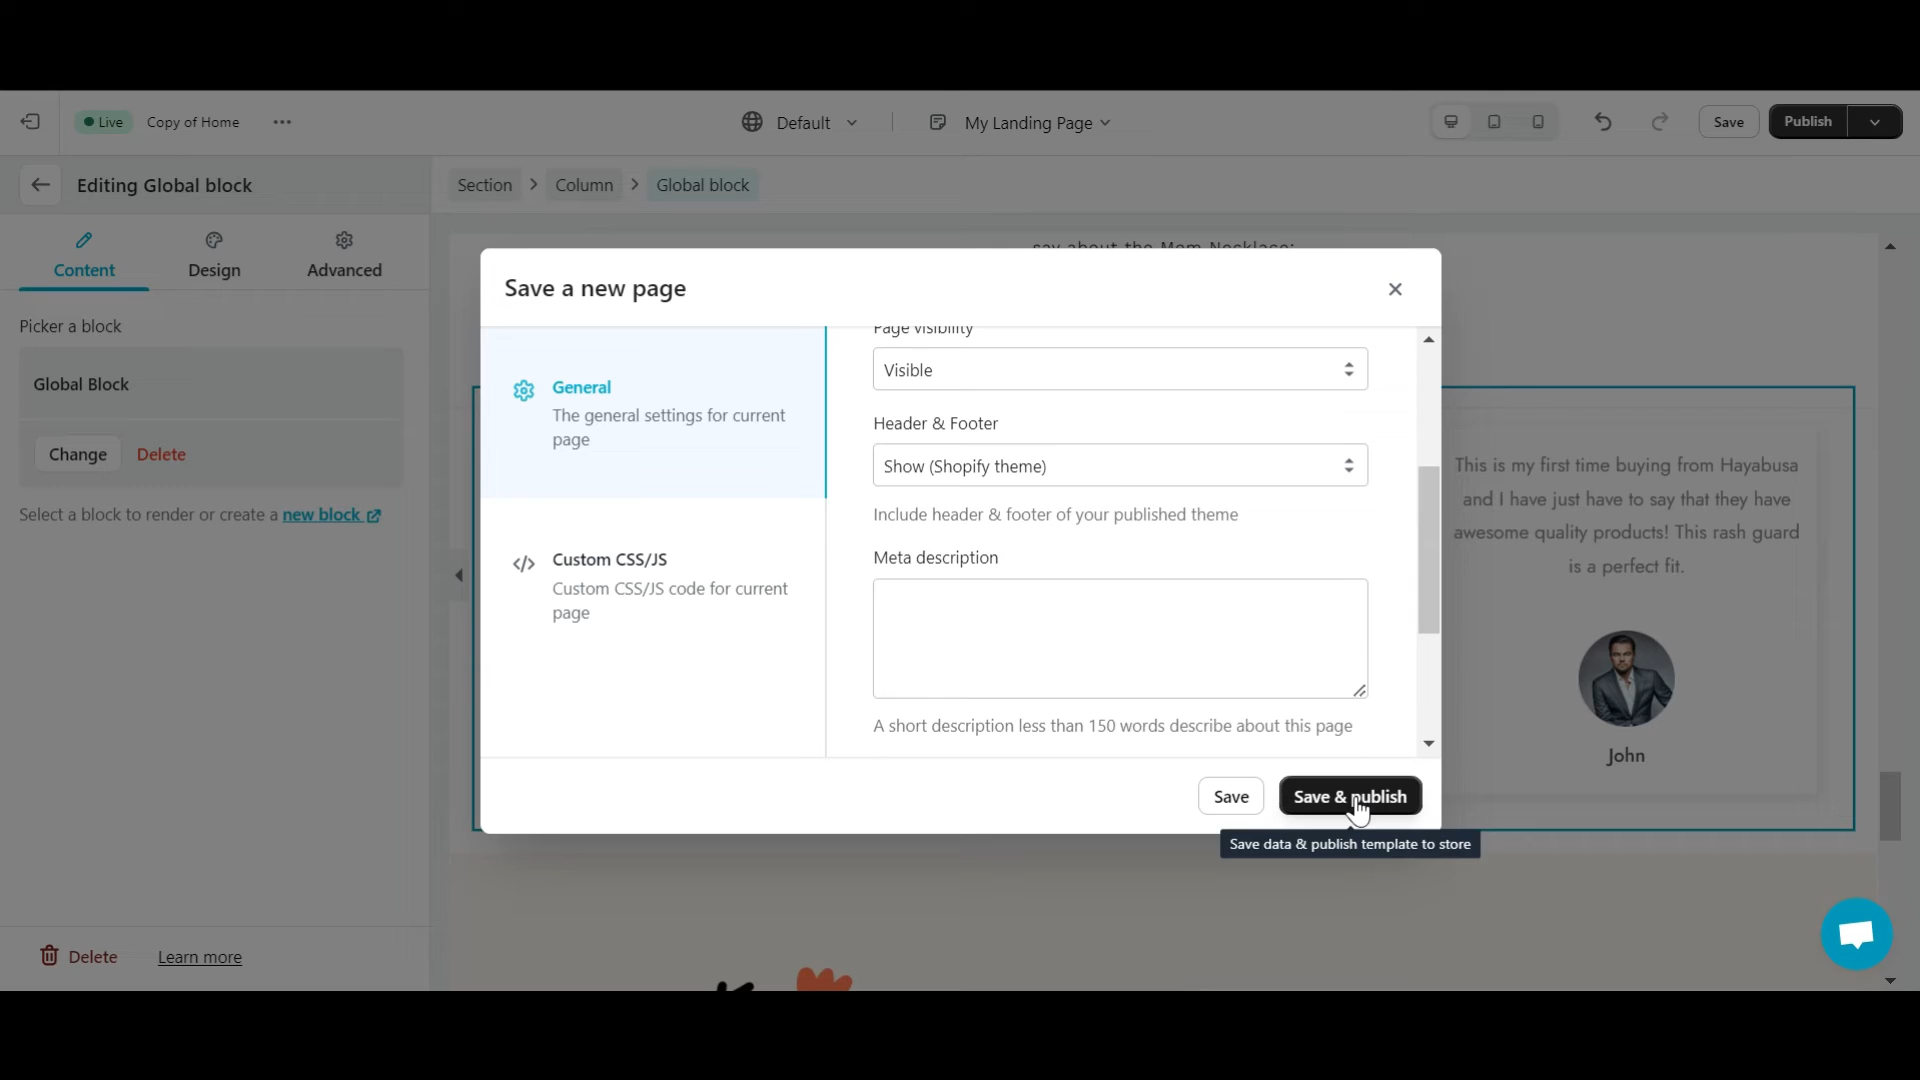 Live
Copy of Home
Default
My Landing Page
Save
Publish
Editing Global block
Section
Column
Global block
Content
Design
Advanced
Picker a block
Global Block
Change
Delete
Select a block to render or create a new block
Delete
Learn more
say about the Mom Necklace:
Save a new page
General
The general settings for current
page
Custom CSS/JS
Custom CSS/JS code for current
page
Page visibility
Visible
Header & Footer
Show (Shopify theme)
Include header & footer of your published theme
Meta description
A short description less than 150 words describe about this page
Save
Save & publish
Save data & publish template to store
This is my first time buying from Hayabusa
and I have just have to say that they have
awesome quality products! This rash guard
is a perfect fit.
John